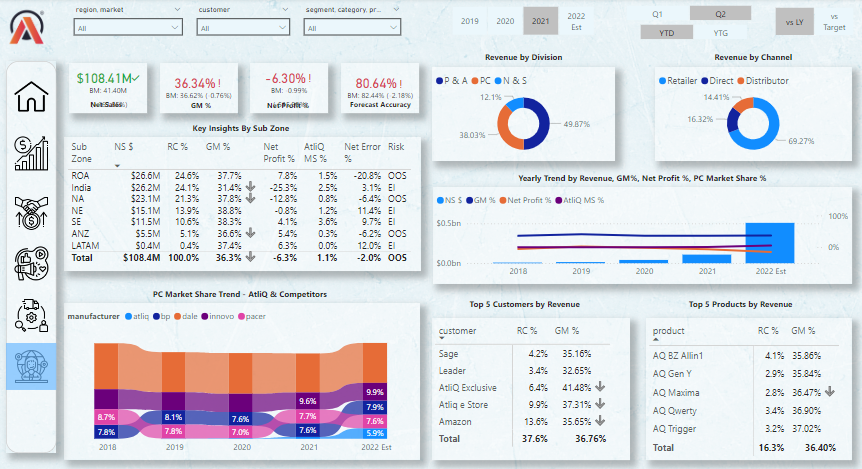 region, market
customer
segment, category, pr...
All
All
All
2019 2020 2021 2022 Est
Q1 Q2
YTD YTG
vs LY
vs Target
$108.41M✓
BM: 41.40M
Net Sales
36.34%!
BM: 36.62% (-0.76%)
GM %
-6.30%!
BM: -0.99%
Net Profit %
80.64%!
BM: 82.44% (-2.18%)
Forecast Accuracy
Key Insights By Sub Zone
Sub Zone NS $ RC % GM % Net Profit % AtliQ MS % Net Error % Risk
ROA $26.6M 24.6% 37.7% 7.8% 1.5% -20.8% OOS
India $26.2M 24.1% 31.4% -25.3% 2.5% 3.1% EI
NA $23.1M 21.3% 37.8% -12.8% 0.8% -6.4% OOS
NE $15.1M 13.9% 38.8% -0.8% 1.2% 11.4% EI
SE $11.5M 10.6% 38.3% 4.1% 3.6% 9.7% EI
ANZ $5.5M 5.1% 36.6% 5.4% 0.3% -6.2% OOS
LATAM $0.4M 0.4% 37.4% 6.3% 0.0% 12.0% EI
Total $108.4M 100.0% 36.3% -6.3% 1.1% -2.0% OOS
Revenue by Division
P & A PC N & S
12.1%
38.03%
49.87%
Revenue by Channel
Retailer Direct Distributor
14.41%
16.32%
69.27%
Yearly Trend by Revenue, GM%, Net Profit %, PC Market Share %
NS $ GM % Net Profit % AtliQ MS %
$0.5bn
$0.0bn
100%
0%
2018 2019 2020 2021 2022 Est
PC Market Share Trend - AtliQ & Competitors
manufacturer atliq bp dale innovo pacer
8.7%
7.8%
8.1%
7.8%
7.6%
7.0%
9.6%
7.7%
7.6%
9.9%
7.9%
7.6%
5.9%
2018 2019 2020 2021 2022 Est
Top 5 Customers by Revenue
customer RC % GM %
Sage 4.2% 35.16%
Leader 3.4% 32.65%
AtliQ Exclusive 6.4% 41.48%
Atliq e Store 9.9% 37.31%
Amazon 13.6% 35.65%
Total 37.6% 36.76%
Top 5 Products by Revenue
product RC % GM %
AQ BZ Allin1 4.1% 35.86%
AQ Gen Y 2.9% 35.84%
AQ Maxima 2.8% 36.47%
AQ Qwerty 3.4% 36.90%
AQ Trigger 3.2% 37.02%
Total 16.3% 36.40%